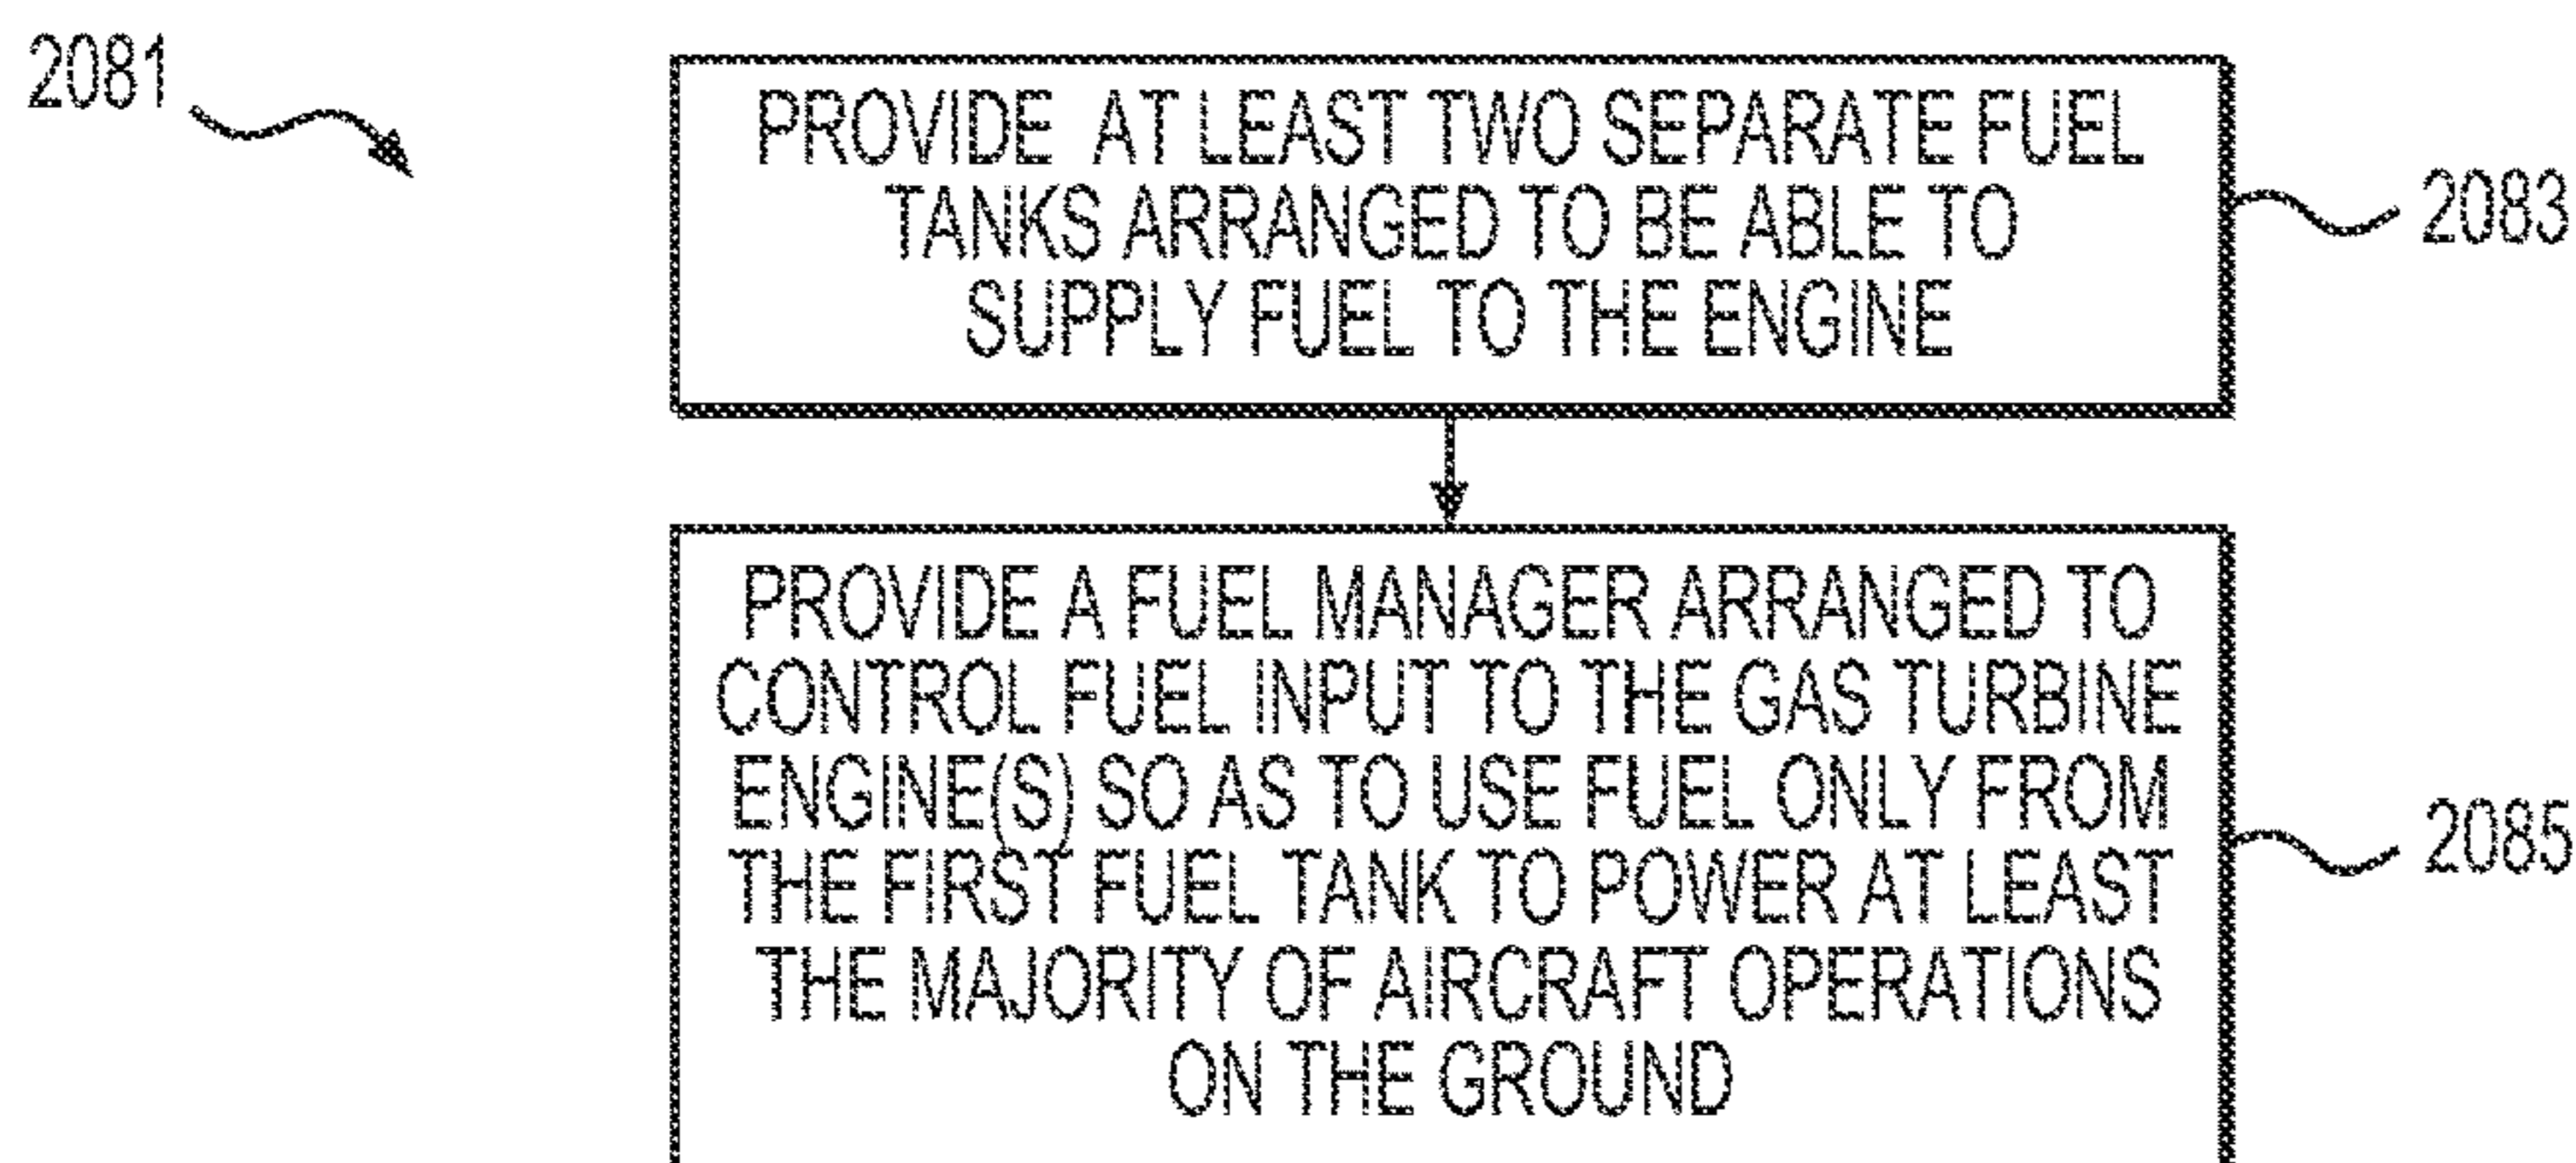 2081
PROVIDE AT LEAST TWO SEPARATE FUEL
TANKS ARRANGED TO BE ABLE TO
SUPPLY FUEL TO THE ENGINE
2083
PROVIDE A FUEL MANAGER ARRANGED TO
CONTROL FUEL INPUT TO THE GAS TURBINE
ENGINE(S) SO AS TO USE FUEL ONLY FROM
THE FIRST FUEL TANK TO POWER AT LEAST
THE MAJORITY OF AIRCRAFT OPERATIONS
ON THE GROUND
2085